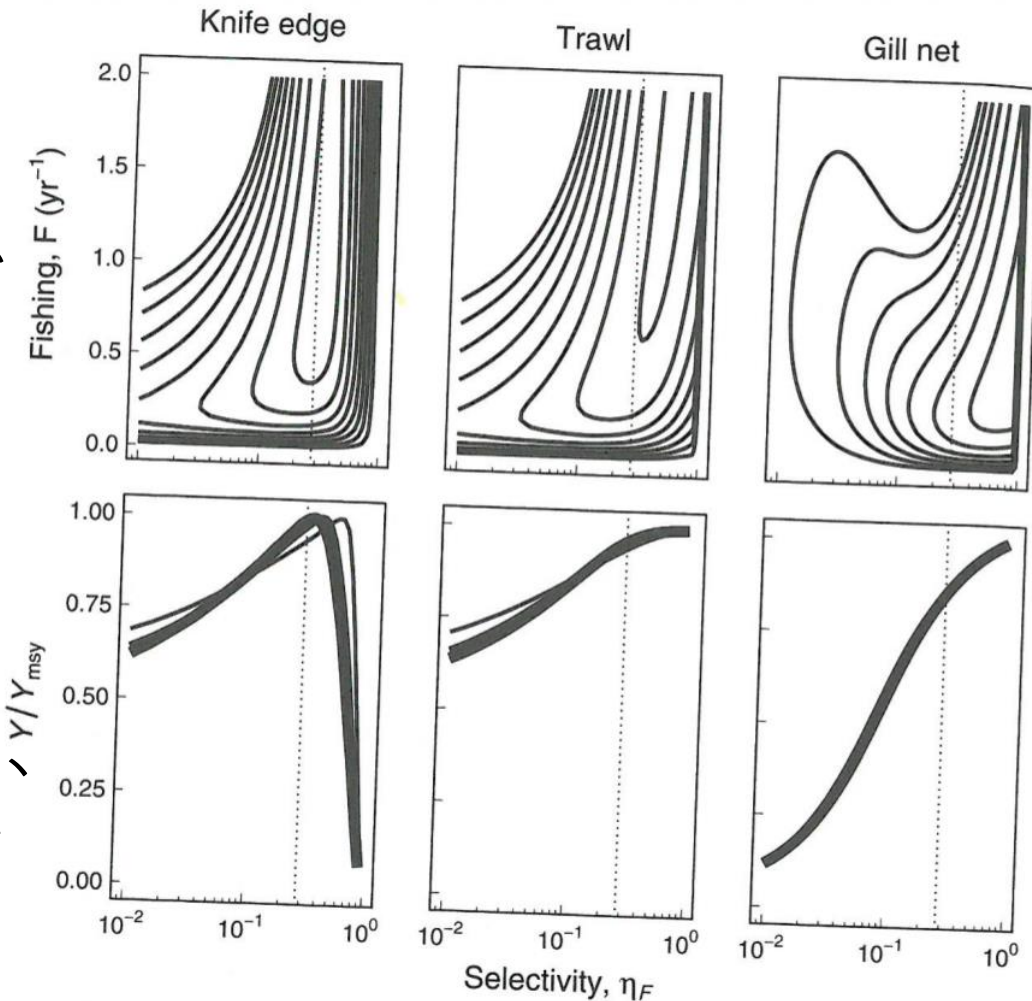 Knife edge
Trawl
Gill net
Fishing, F (yr⁻¹)
2.0
1.5
1.0
0.5
0.0
Y/Yₘₛᵧ
1.00
0.75
0.50
0.25
0.00
10⁻² 10⁻¹ 10⁰
10⁻² 10⁻¹ 10⁰
10⁻² 10⁻¹ 10⁰
Selectivity, η_F